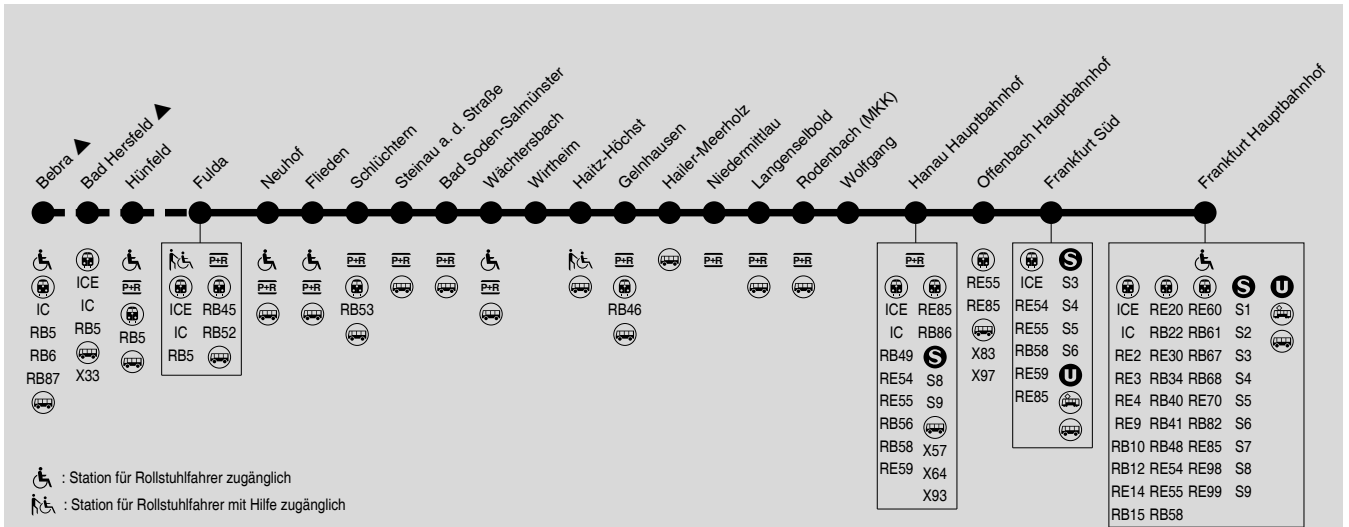 Bebra
Bad Hersfeld
Hünfeld
Fulda
Neuhof
Flieden
Schlüchtern
Steinau a. d. Straße
Bad Soden-Salmünster
Wächtersbach
Wirtheim
Haitz-Höchst
Gelnhausen
Hailer-Meerholz
Niedermittlau
Langenselbold
Rodenbach (MKK)
Wolfgang
Hanau Hauptbahnhof
Offenbach Hauptbahnhof
Frankfurt Süd
Frankfurt Hauptbahnhof
IC
RB5
RB6
RB87
ICE
IC
RB5
X33
P+R
RB5
P+R
ICE RB45
IC RB52
RB5
P+R
P+R
P+R
RB53
P+R
P+R
P+R
P+R
RB46
P+R
P+R
P+R
P+R
ICE RE85
IC RB86
RB49 S
RE54 S8
RE55 S9
RB56
RB58 X57
RE59 X64
X93
RE55
RE85
X83
X97
S
ICE S3
RE54 S4
RE55 S5
RB58 S6
RE59 U
RE85
S U
ICE RE20 RE60 S1
IC RB22 RB61 S2
RE2 RE30 RB67 S3
RE3 RB34 RB68 S4
RE4 RB40 RE70 S5
RE9 RB41 RB82 S6
RB10 RB48 RE85 S7
RB12 RE54 RE98 S8
RE14 RE55 RE99 S9
RB15 RB58
: Station für Rollstuhlfahrer zugänglich
: Station für Rollstuhlfahrer mit Hilfe zugänglich